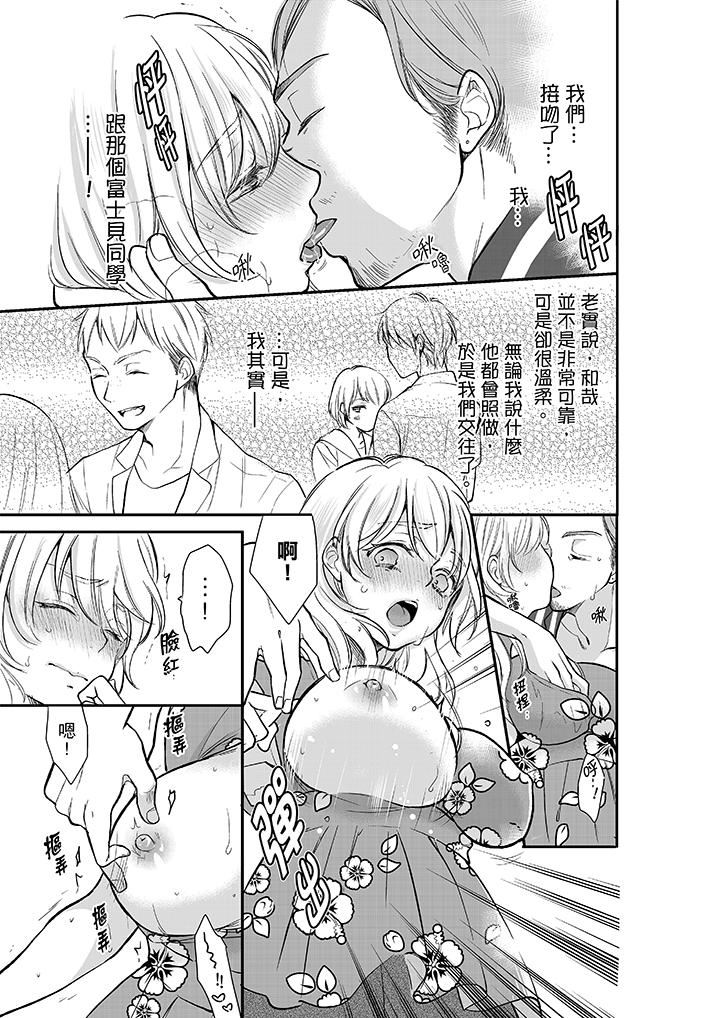 我們…
接吻了…
我…
怦
怦
怦
怦
啾
嚕
啾
跟那個富士見同學
……！
老實說，和哉
並不是非常可靠，
可是卻很溫柔。
無論我說什麼
他都會照做，
於是我們交往了。
…可是，
我其實——
啾
嚕
揉捏…
呼…！
啊！
彈出
…！
臉紅
嗯！
摳弄
摳弄
摳弄
…!!